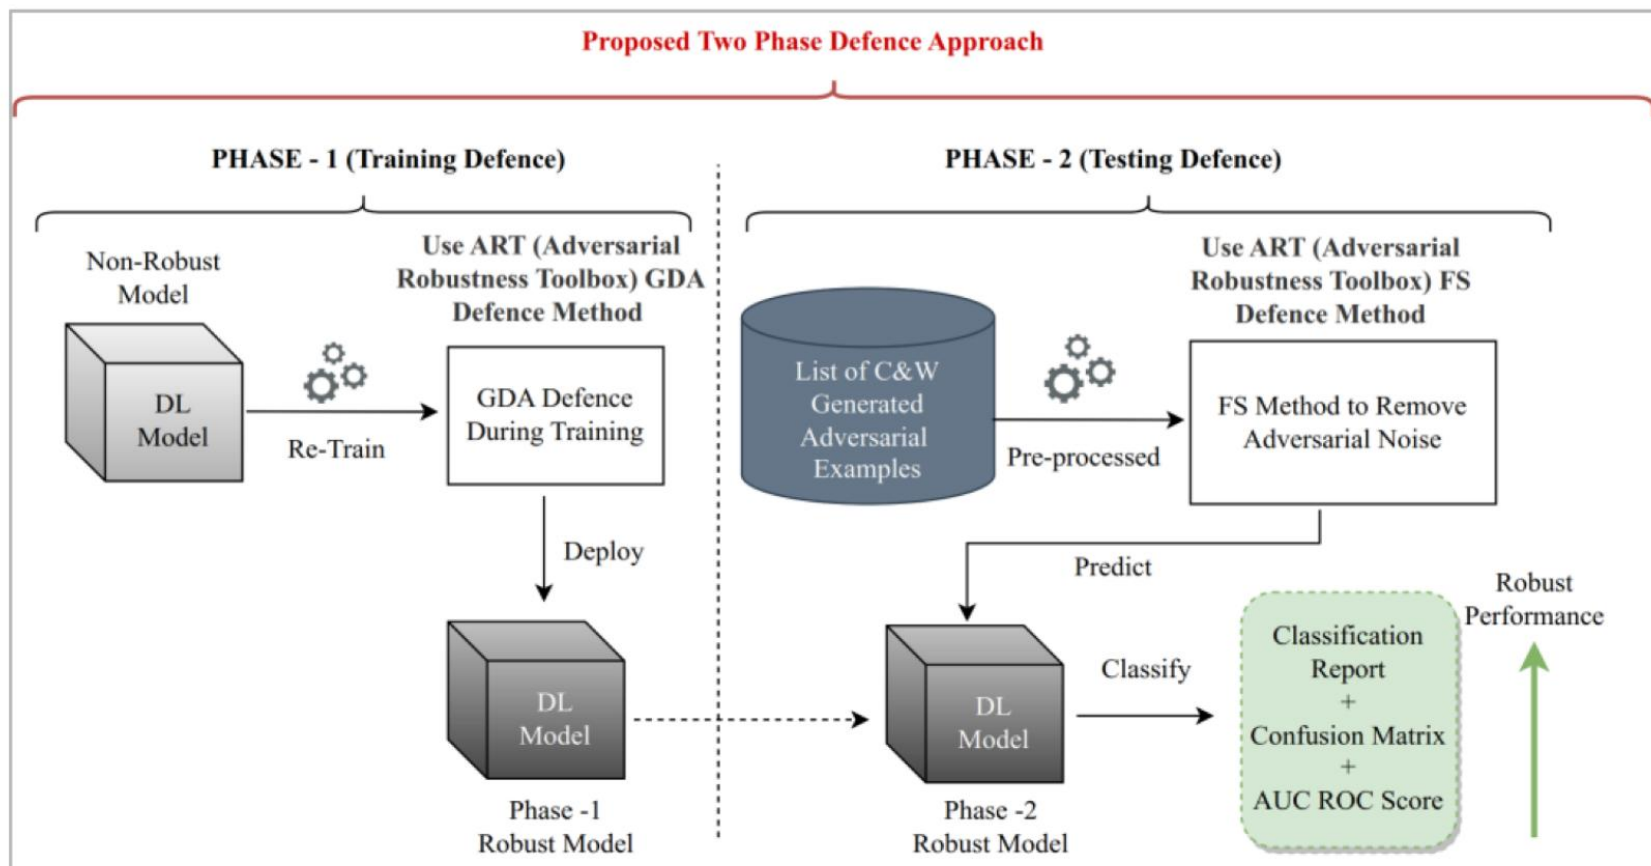 Proposed Two Phase Defence Approach
PHASE - 1 (Training Defence)
Non-Robust
Model
Use ART (Adversarial
Robustness Toolbox) GDA
Defence Method
DL
Model
Re-Train
GDA Defence
During Training
Deploy
DL
Model
Phase -1
Robust Model
PHASE - 2 (Testing Defence)
Use ART (Adversarial
Robustness Toolbox) FS
Defence Method
List of C&W
Generated
Adversarial
Examples
Pre-processed
FS Method to Remove
Adversarial Noise
Predict
DL
Model
Phase -2
Robust Model
Classify
Classification
Report
+
Confusion Matrix
+
AUC ROC Score
Robust
Performance